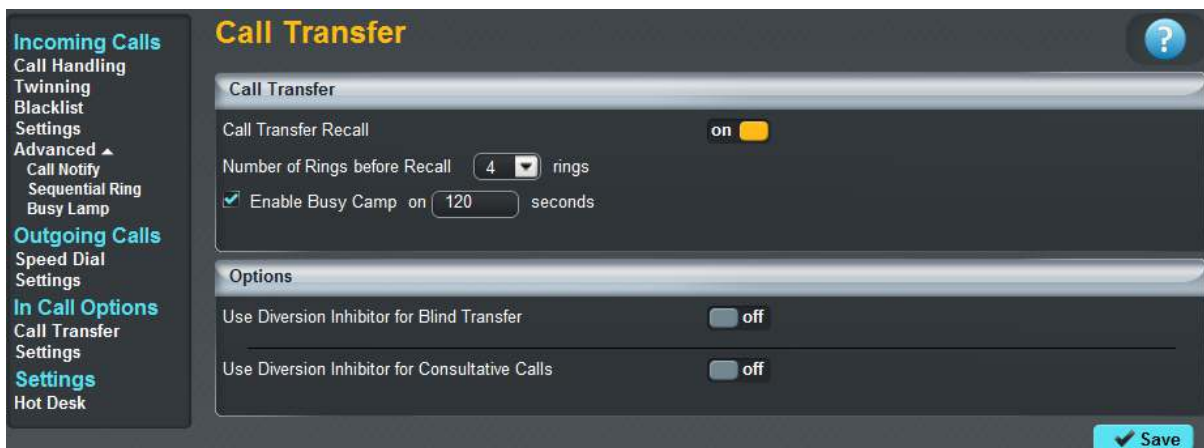 Incoming Calls
Call Handling
Twinning
Blacklist
Settings
Advanced
Call Notify
Sequential Ring
Busy Lamp
Outgoing Calls
Speed Dial
Settings
In Call Options
Call Transfer
Settings
Settings
Hot Desk
Call Transfer
?
Call Transfer
Call Transfer Recall on
Number of Rings before Recall 4 rings
Enable Busy Camp on 120 seconds
Options
Use Diversion Inhibitor for Blind Transfer off
Use Diversion Inhibitor for Consultative Calls off
Save